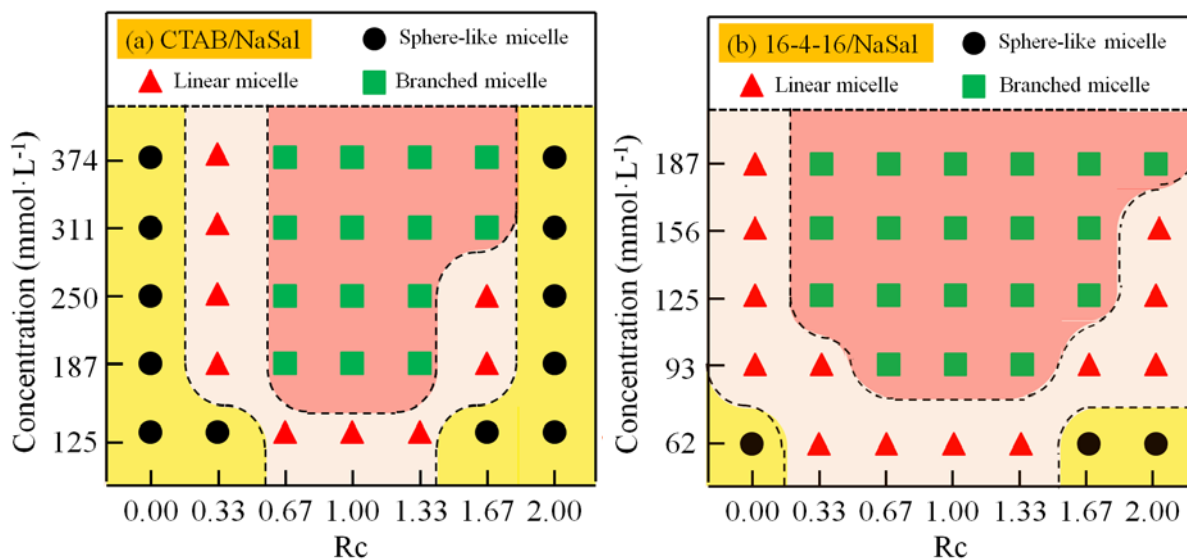 (a) CTAB/NaSal
Sphere-like micelle
Linear micelle
Branched micelle
Concentration (mmol·L⁻¹)
374
311
250
187
125
0.00 0.33 0.67 1.00 1.33 1.67 2.00
Rc
(b) 16-4-16/NaSal
Sphere-like micelle
Linear micelle
Branched micelle
Concentration (mmol·L⁻¹)
187
156
125
93
62
0.00 0.33 0.67 1.00 1.33 1.67 2.00
Rc